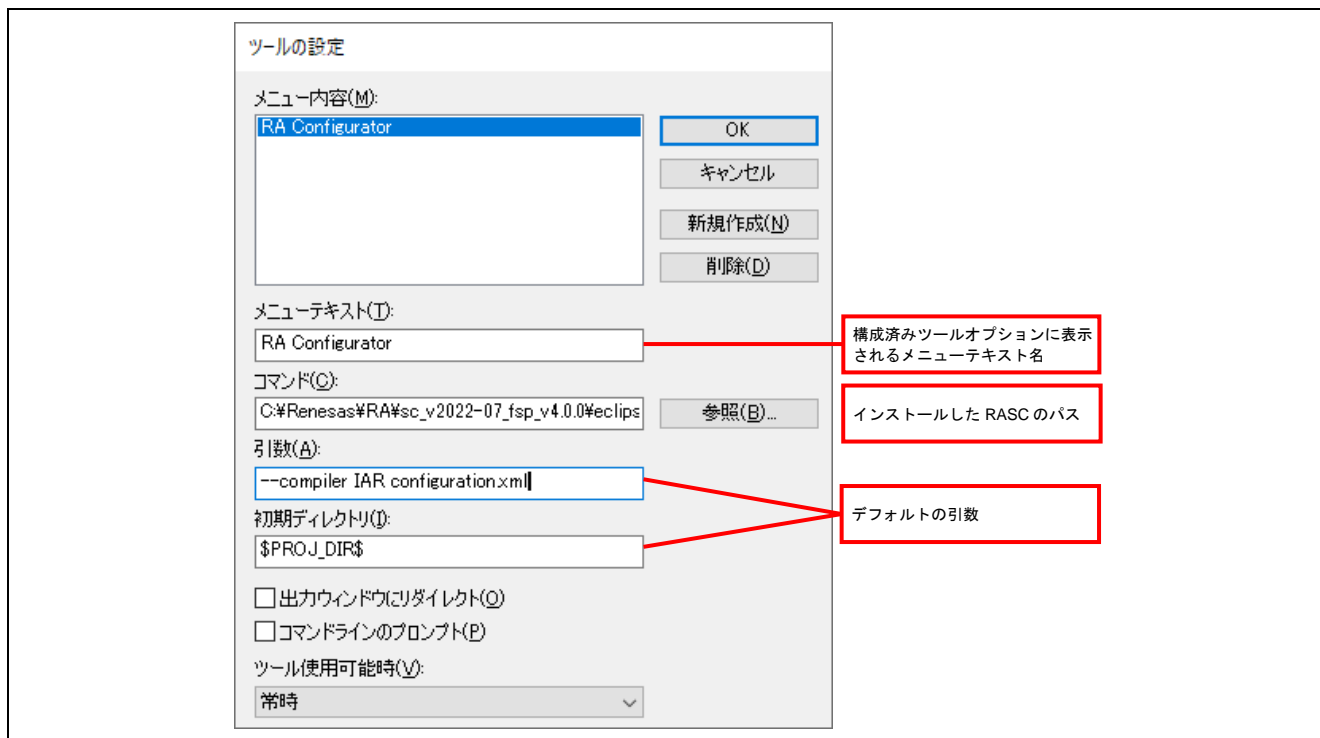 ツールの設定
メニュー内容(M):
RA Configurator
OK
キャンセル
新規作成(N)
削除(D)
メニューテキスト(T):
RA Configurator
構成済みツールオプションに表示
されるメニューテキスト名
コマンド(C):
C:¥Renesas¥RA¥sc_v2022-07_fsp_v4.0.0¥eclips
参照(B)...
インストールした RASC のパス
引数(A):
--compiler IAR configuration.xml
デフォルトの引数
初期ディレクトリ(I):
$PROJ_DIR$
出力ウィンドウにリダイレクト(O)
コマンドラインのプロンプト(P)
ツール使用可能時(V):
常時